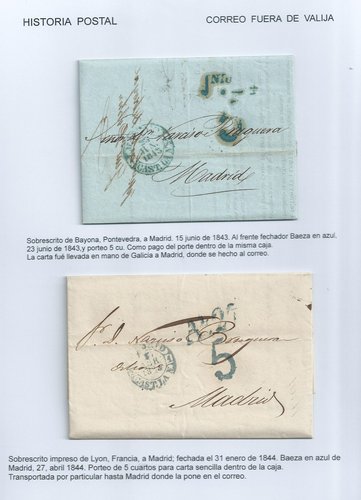 HISTORIA POSTAL
CORREO FUERA DE VALIJA
Madrid
Sobrescrito de Bayona, Pontevedra, a Madrid. 15 junio de 1843. Al frente fechador Baeza en azul,
23 junio de 1843,y porteo 5 cu. Como pago del porte dentro de la misma caja.
La carta fué llevada en mano de Galicia a Madrid, donde se hecho al correo.
5
Madrid
Sobrescrito impreso de Lyon, Francia, a Madrid; fechada el 31 enero de 1844. Baeza en azul de
Madrid, 27, abril 1844. Porteo de 5 cuartos para carta sencilla dentro de la caja.
Transportada por particular hasta Madrid donde la pone en el correo.